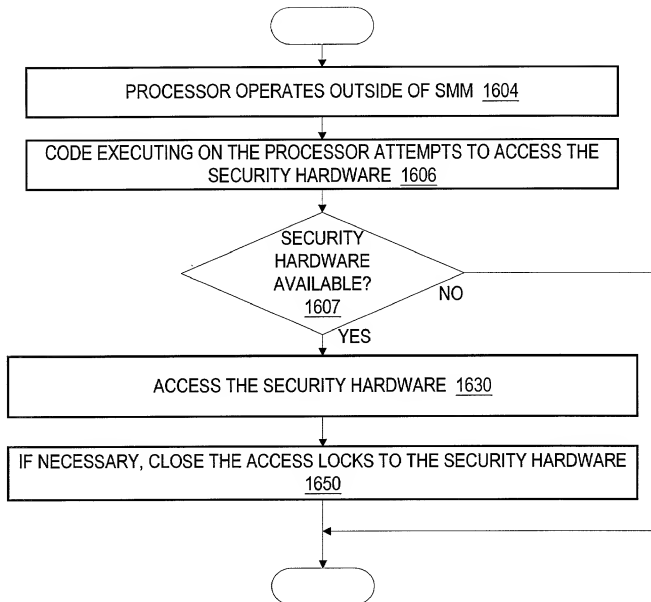 PROCESSOR OPERATES OUTSIDE OF SMM 1604
CODE EXECUTING ON THE PROCESSOR ATTEMPTS TO ACCESS THE
SECURITY HARDWARE 1606
SECURITY
HARDWARE
AVAILABLE?
1607
NO
YES
ACCESS THE SECURITY HARDWARE 1630
IF NECESSARY, CLOSE THE ACCESS LOCKS TO THE SECURITY HARDWARE
1650